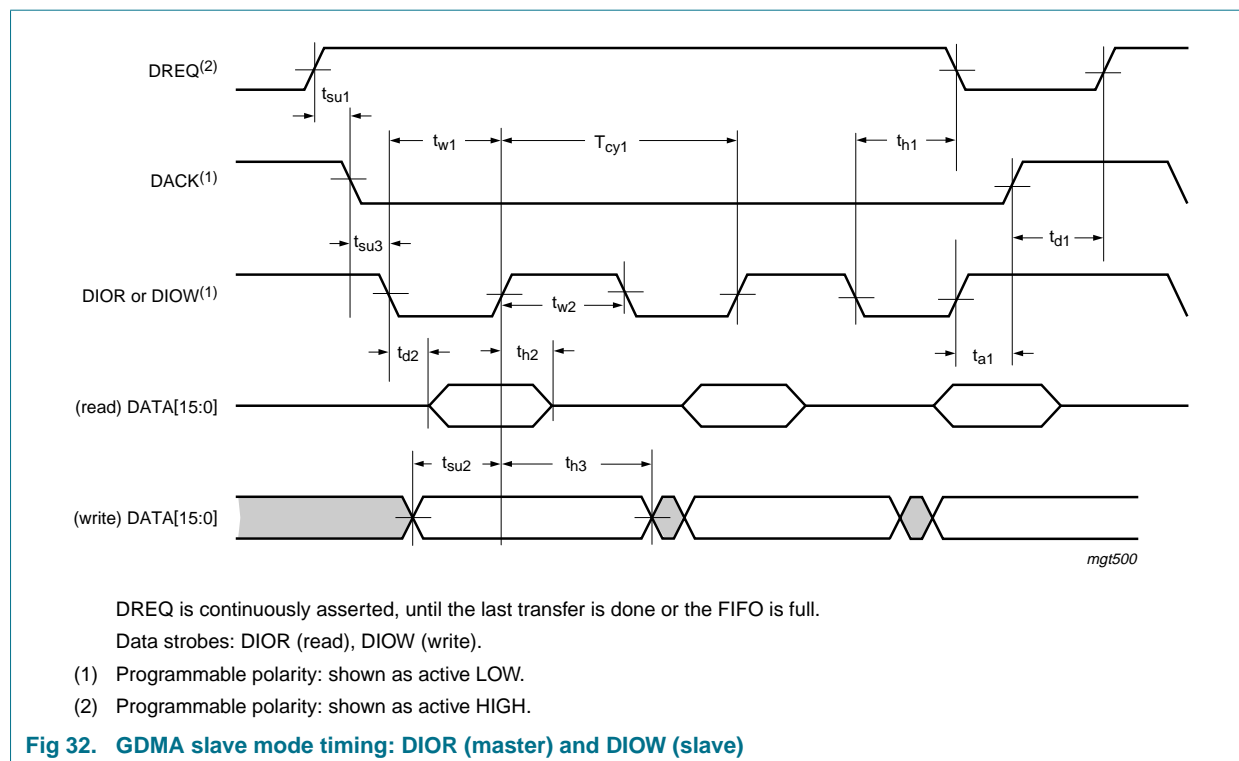 DREQ(2)
tsu1
tw1
Tcy1
th1
DACK(1)
tsu3
td1
DIOR or DIOW(1)
tw2
td2
th2
ta1
(read) DATA[15:0]
tsu2
th3
(write) DATA[15:0]
mgt500
DREQ is continuously asserted, until the last transfer is done or the FIFO is full.
Data strobes: DIOR (read), DIOW (write).
(1) Programmable polarity: shown as active LOW.
(2) Programmable polarity: shown as active HIGH.
Fig 32. GDMA slave mode timing: DIOR (master) and DIOW (slave)